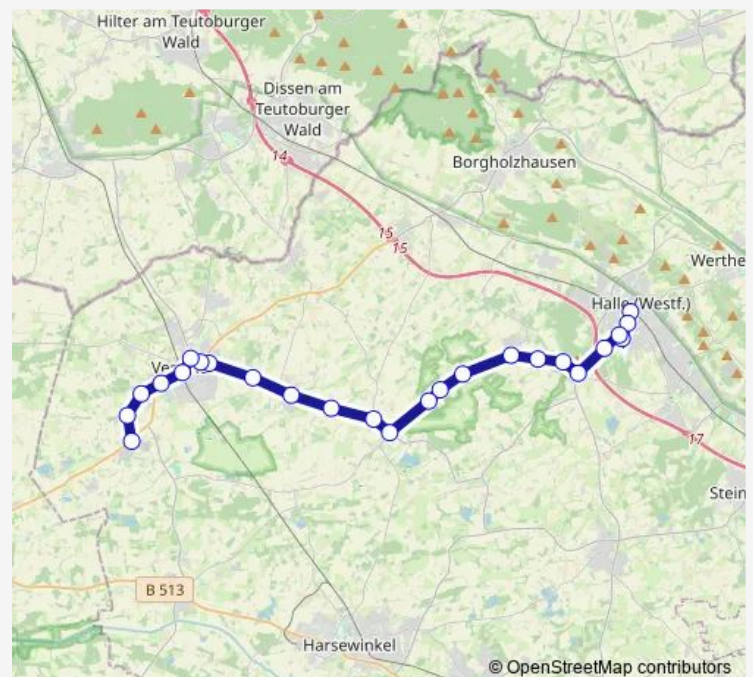 Hilter am Teutoburger
Wald
Dissen am
Teutoburger
Wald
14
Borgholzhausen
15
15
Werthe
Halle (Westf.)
Ve
17
Stein
B 513
Harsewinkel
© OpenStreetMap contributors